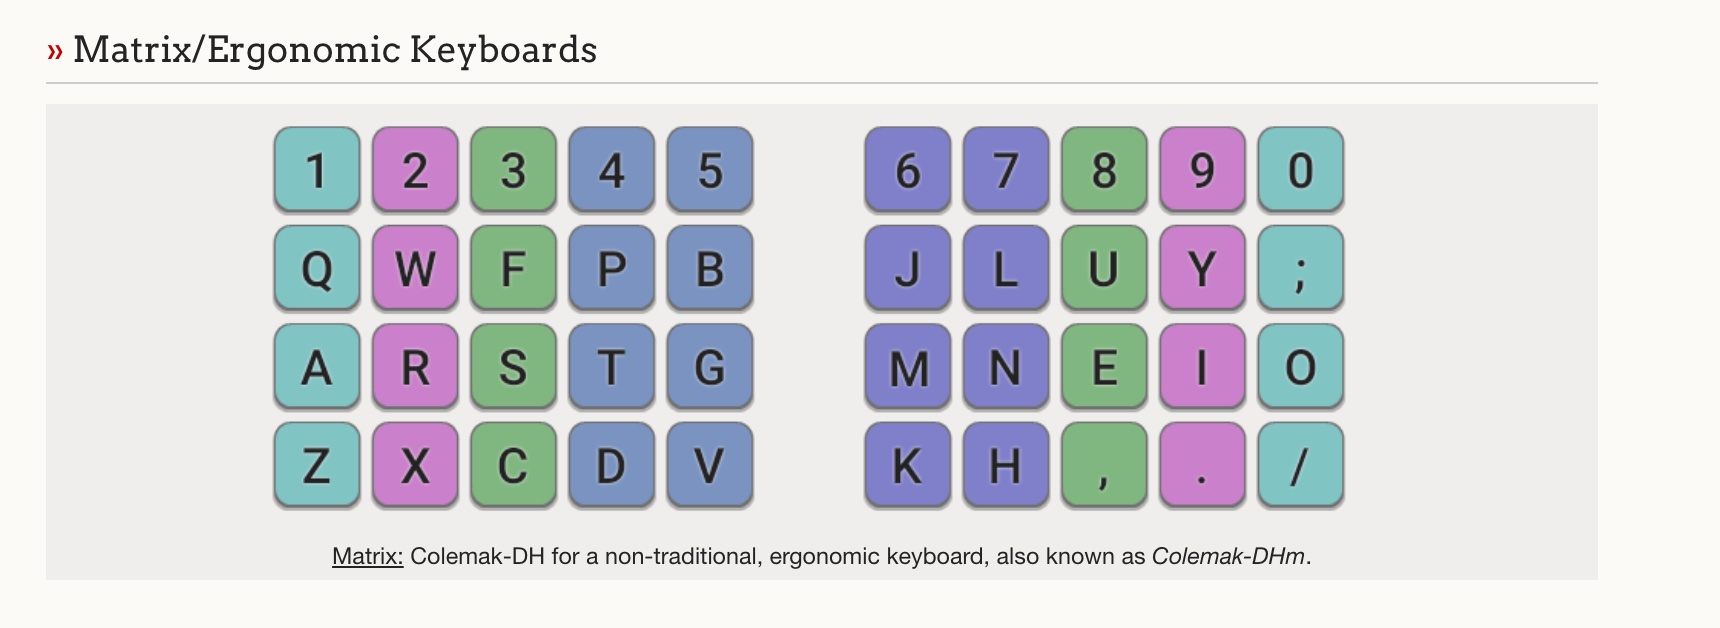 » Matrix/Ergonomic Keyboards
1 2 3 4 5 6 7 8 9 0
Q W F P B J L U Y ;
A R S T G M N E I O
Z X C D V K H , . /
Matrix: Colemak-DH for a non-traditional, ergonomic keyboard, also known as Colemak-DHm.